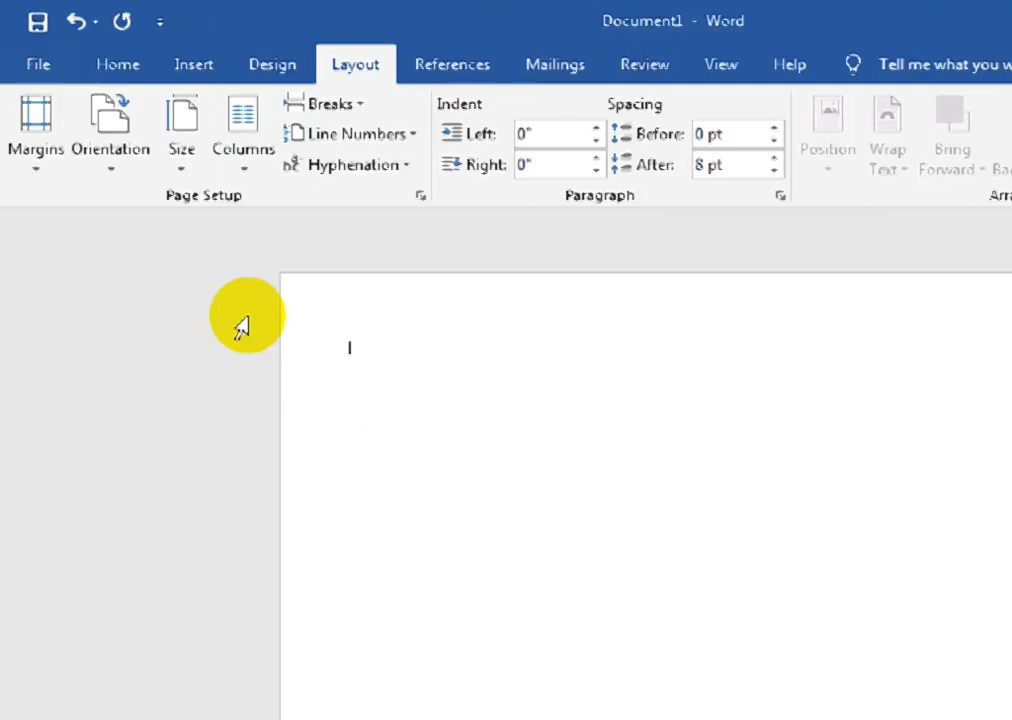 Document1 - Word
File Home Insert Design Layout References Mailings Review View Help Tell me what you w
Breaks Indent Spacing
Line Numbers Left: 0" Before: 0 pt
Margins Orientation Size Columns Position Wrap Bring
Hyphenation Right: 0" After: 8 pt Text Forward
Page Setup Paragraph